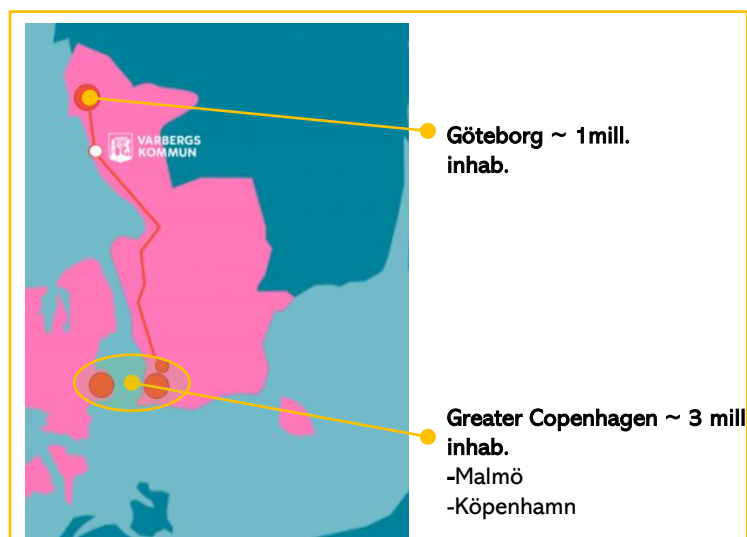 VARBERGS
KOMMUN
Göteborg ~ 1mill.
inhab.
Greater Copenhagen ~ 3 mill
inhab.
-Malmö
-Köpenhamn